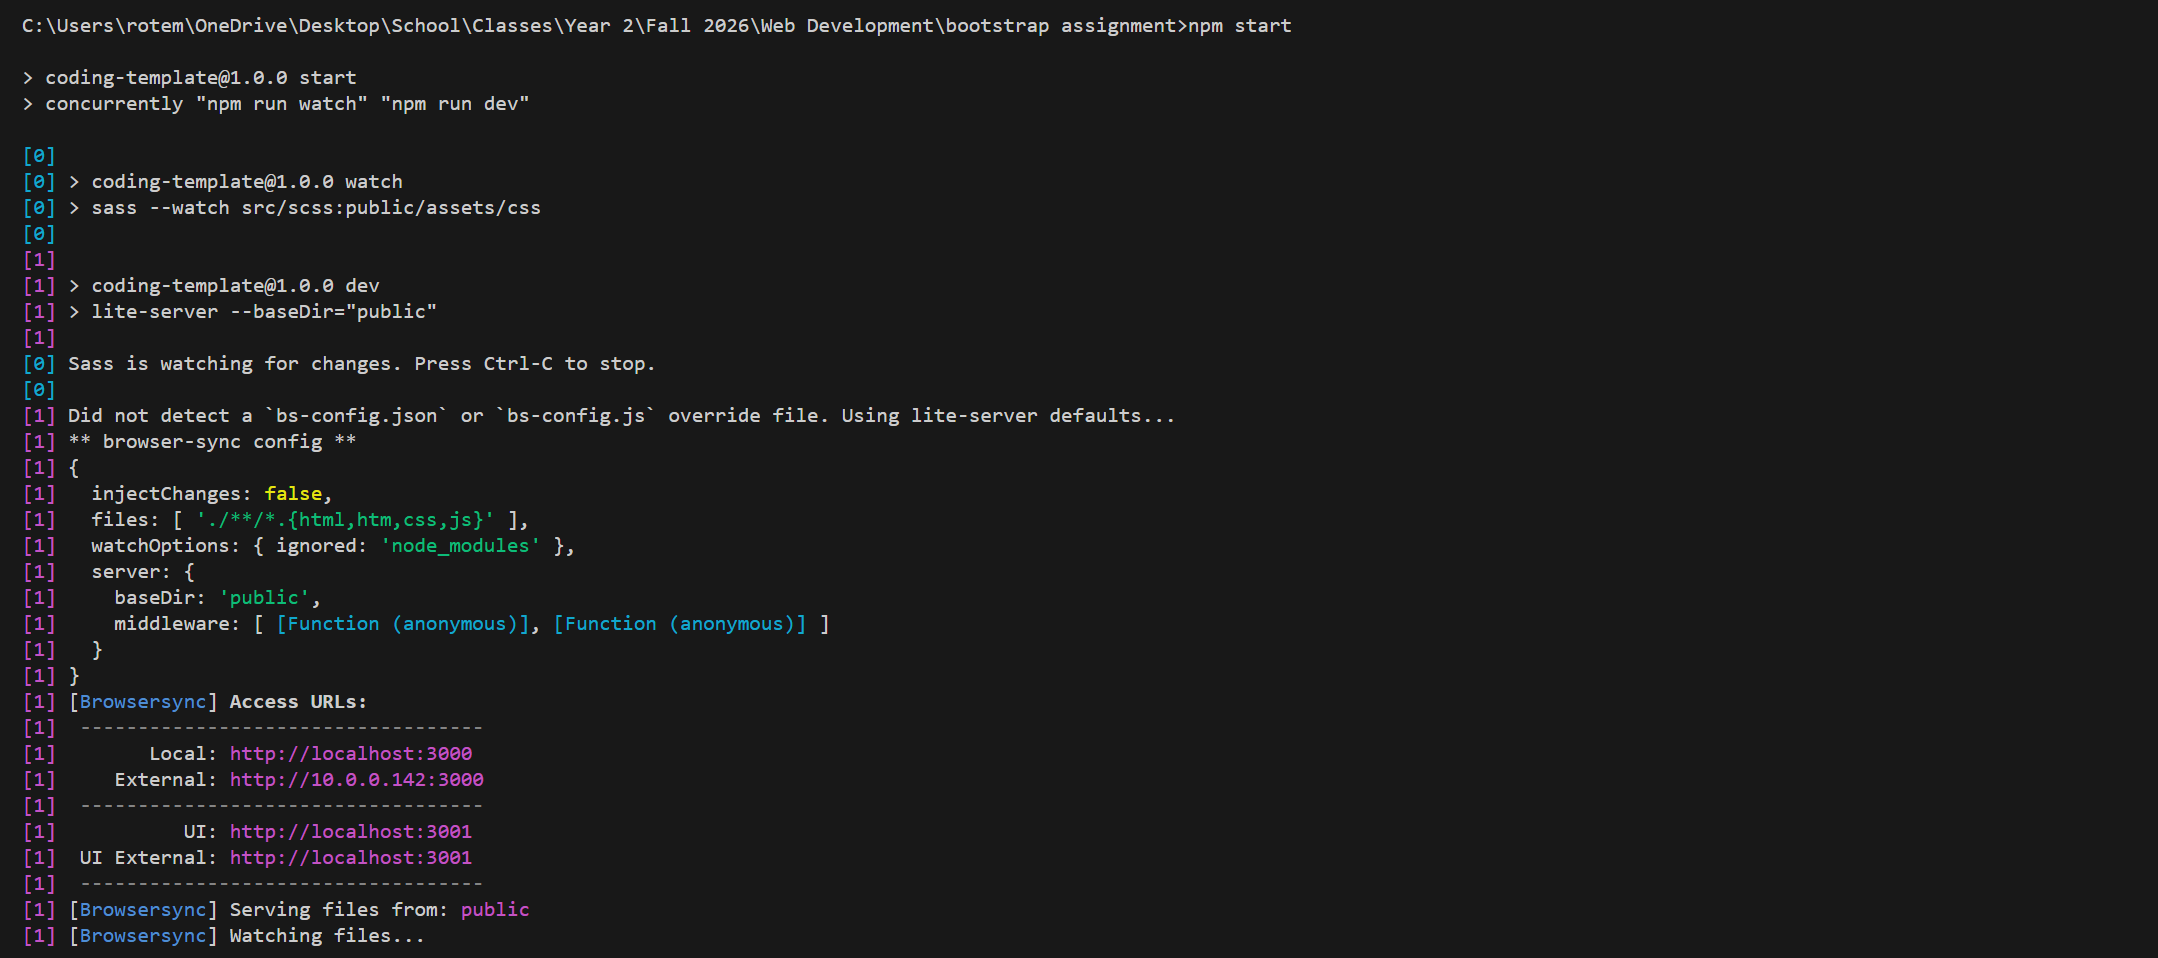 C:\Users\rotem\OneDrive\Desktop\School\Classes\Year 2\Fall 2026\Web Development\bootstrap assignment>npm start
> coding-template@1.0.0 start
> concurrently "npm run watch" "npm run dev"
[0]
[0] > coding-template@1.0.0 watch
[0] > sass --watch src/scss:public/assets/css
[0]
[1]
[1] > coding-template@1.0.0 dev
[1] > lite-server --baseDir="public"
[1]
[0] Sass is watching for changes. Press Ctrl-C to stop.
[0]
[1] Did not detect a `bs-config.json` or `bs-config.js` override file. Using lite-server defaults...
[1] ** browser-sync config **
[1] {
[1]   injectChanges: false,
[1]   files: [ './**/*.{html,htm,css,js}' ],
[1]   watchOptions: { ignored: 'node_modules' },
[1]   server: {
[1]     baseDir: 'public',
[1]     middleware: [ [Function (anonymous)], [Function (anonymous)] ]
[1]   }
[1] }
[1] [Browsersync] Access URLs:
[1]  -----------------------------------
[1]        Local: http://localhost:3000
[1]     External: http://10.0.0.142:3000
[1]  -----------------------------------
[1]           UI: http://localhost:3001
[1]  UI External: http://localhost:3001
[1]  -----------------------------------
[1] [Browsersync] Serving files from: public
[1] [Browsersync] Watching files...